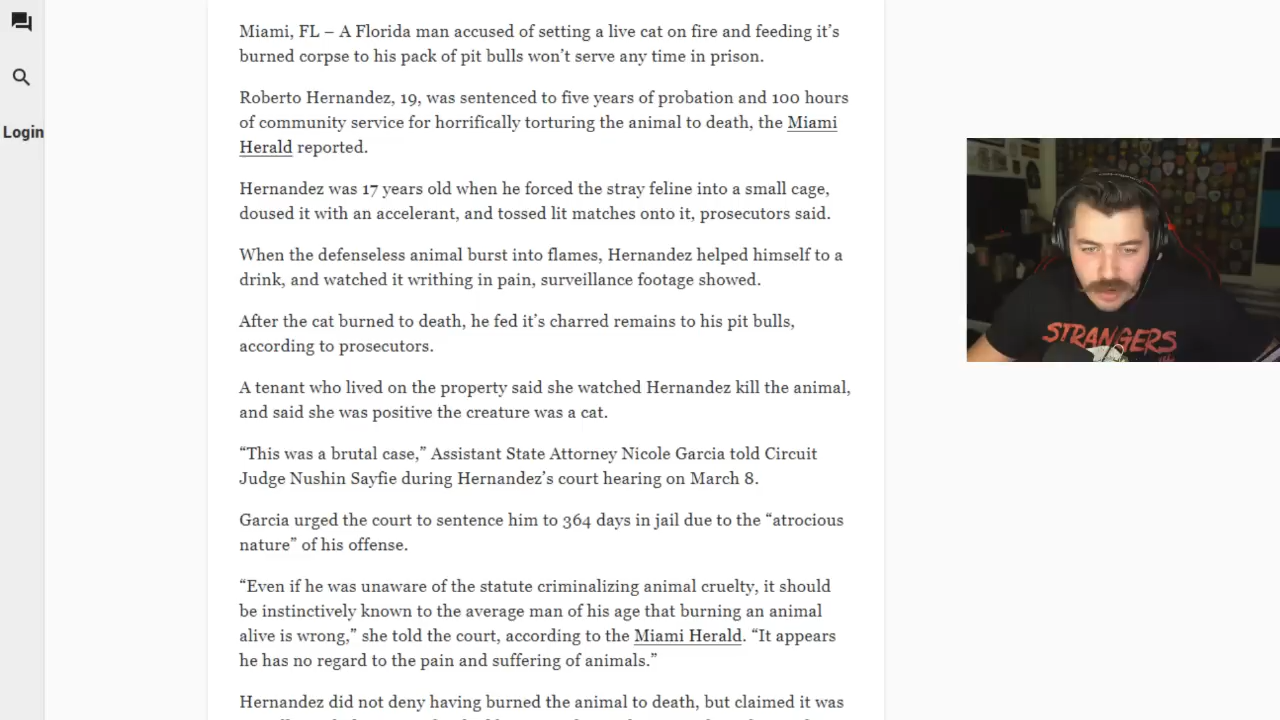 Miami, FL – A Florida man accused of setting a live cat on fire and feeding it’s
burned corpse to his pack of pit bulls won’t serve any time in prison.
Roberto Hernandez, 19, was sentenced to five years of probation and 100 hours
of community service for horrifically torturing the animal to death, the Miami
Herald reported.
Login
Hernandez was 17 years old when he forced the stray feline into a small cage,
doused it with an accelerant, and tossed lit matches onto it, prosecutors said.
When the defenseless animal burst into flames, Hernandez helped himself to a
drink, and watched it writhing in pain, surveillance footage showed.
After the cat burned to death, he fed it’s charred remains to his pit bulls,
according to prosecutors.
A tenant who lived on the property said she watched Hernandez kill the animal,
and said she was positive the creature was a cat.
“This was a brutal case,” Assistant State Attorney Nicole Garcia told Circuit
Judge Nushin Sayfie during Hernandez’s court hearing on March 8.
Garcia urged the court to sentence him to 364 days in jail due to the “atrocious
nature” of his offense.
“Even if he was unaware of the statute criminalizing animal cruelty, it should
be instinctively known to the average man of his age that burning an animal
alive is wrong,” she told the court, according to the Miami Herald. “It appears
he has no regard to the pain and suffering of animals.”
Hernandez did not deny having burned the animal to death, but claimed it was
STRANGERS